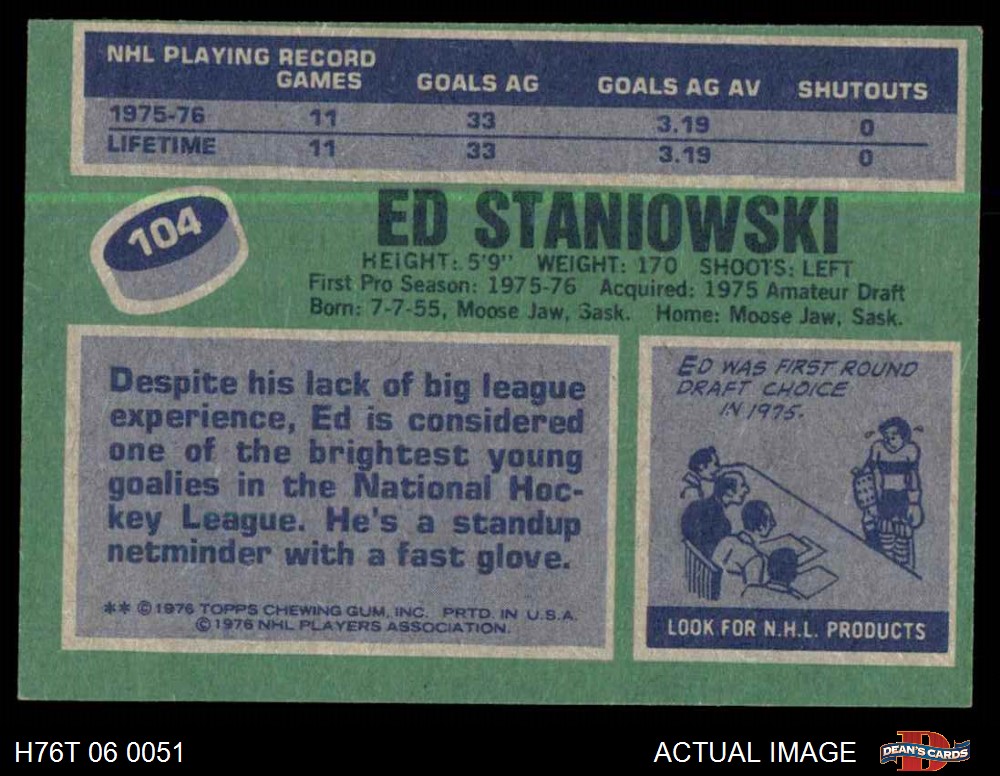 NHL PLAYING RECORD
GAMES GOALS AG GOALS AG AV SHUTOUTS
1975-76 11 33 3.19 0
LIFETIME 11 33 3.19 0
104
ED STANIOWSKI
HEIGHT: 5'9" WEIGHT: 170 SHOOTS: LEFT
First Pro Season: 1975-76 Acquired: 1975 Amateur Draft
Born: 7-7-55, Moose Jaw, Sask. Home: Moose Jaw, Sask.
Despite his lack of big league
experience, Ed is considered
one of the brightest young
goalies in the National Hoc-
key League. He's a standup
netminder with a fast glove.
** © 1976 TOPPS CHEWING GUM, INC. PRTD. IN U.S.A.
© 1976 NHL PLAYERS ASSOCIATION.
ED WAS FIRST ROUND
DRAFT CHOICE
IN 1975.
LOOK FOR N.H.L. PRODUCTS
H76T 06 0051
ACTUAL IMAGE
DEAN'S CARDS